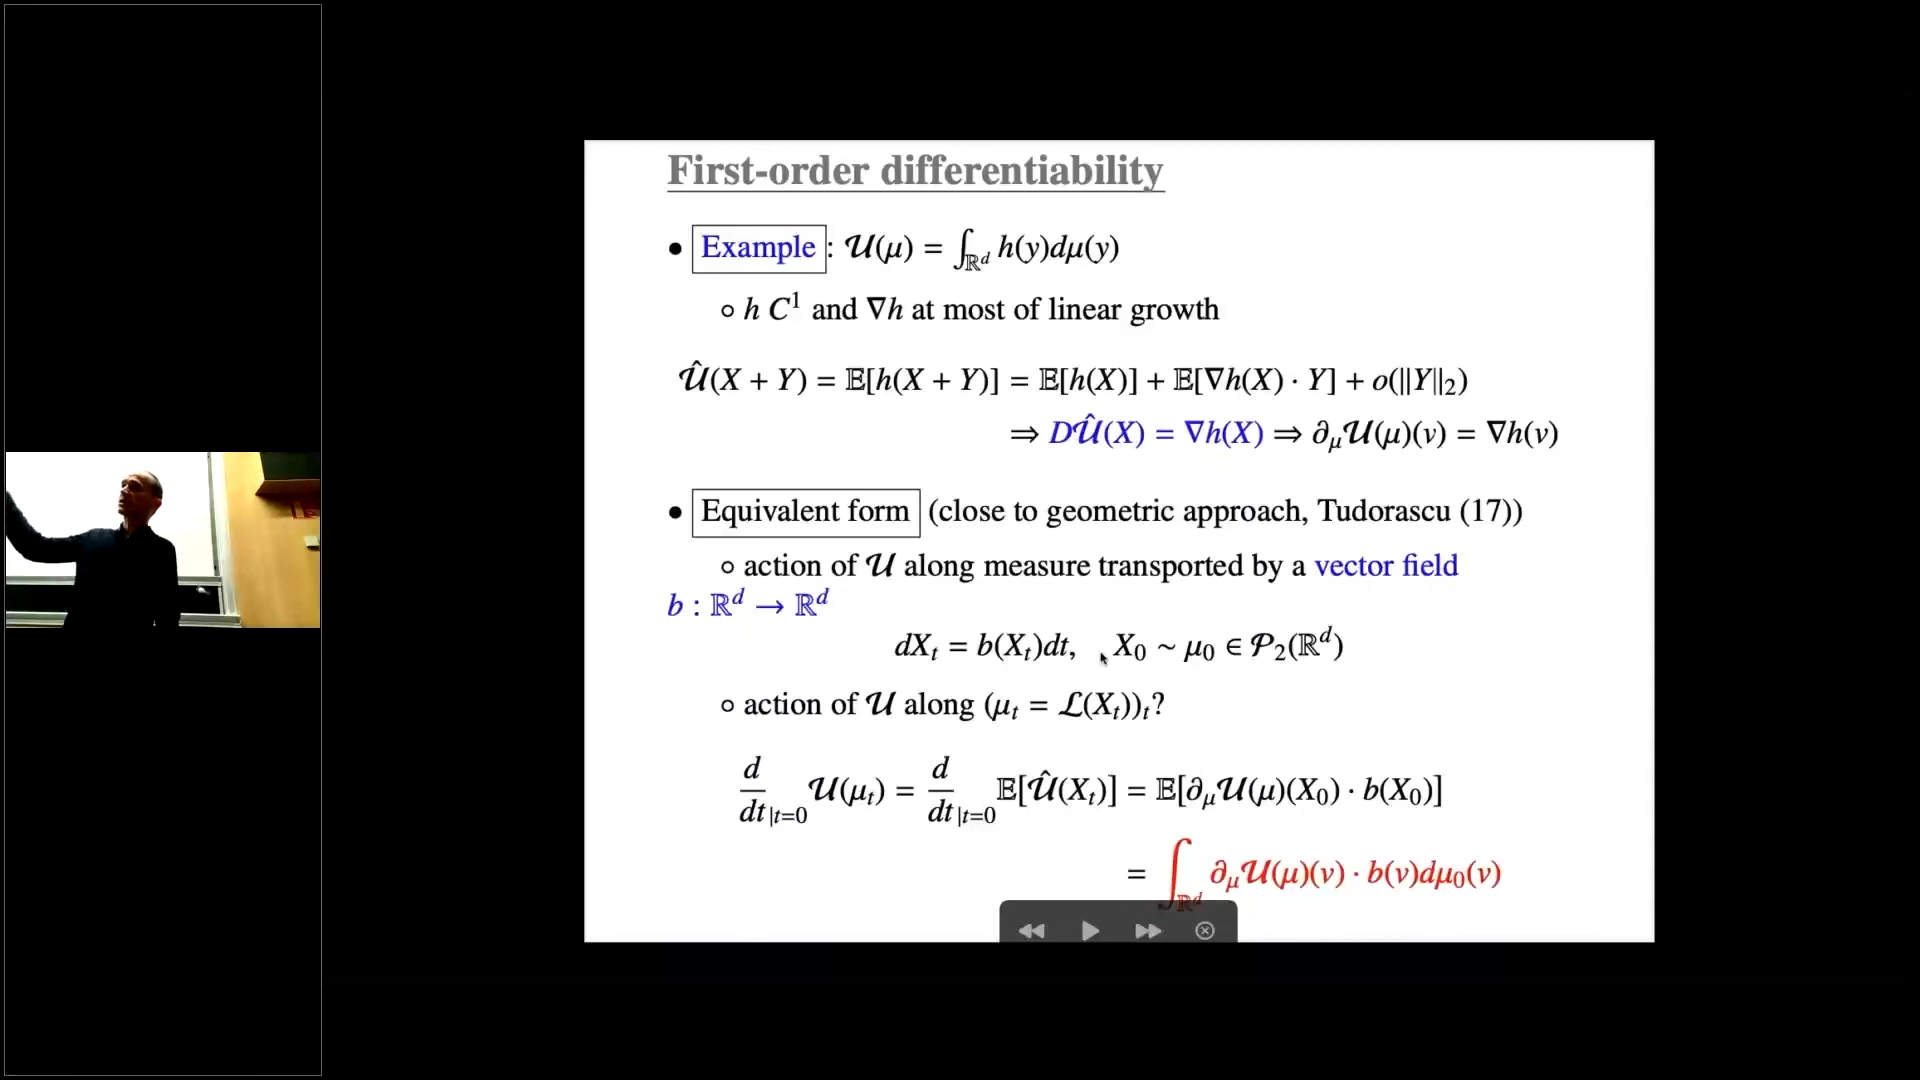 First-order differentiability
• Example : 𝒰(μ) = ∫_{ℝ^d} h(y)dμ(y)
∘ h C¹ and ∇h at most of linear growth
𝒰̂(X + Y) = 𝔼[h(X + Y)] = 𝔼[h(X)] + 𝔼[∇h(X) · Y] + o(‖Y‖₂)
⇒ D𝒰̂(X) = ∇h(X) ⇒ ∂_μ𝒰(μ)(v) = ∇h(v)
• Equivalent form (close to geometric approach, Tudorascu (17))
∘ action of 𝒰 along measure transported by a vector field
b : ℝ^d → ℝ^d
dX_t = b(X_t)dt, X₀ ~ μ₀ ∈ 𝒫₂(ℝ^d)
∘ action of 𝒰 along (μ_t = ℒ(X_t))_t?
d/dt_{|t=0} 𝒰(μ_t) = d/dt_{|t=0} 𝔼[𝒰̂(X_t)] = 𝔼[∂_μ𝒰(μ)(X₀) · b(X₀)]
= ∫_{ℝ^d} ∂_μ𝒰(μ)(v) · b(v)dμ₀(v)